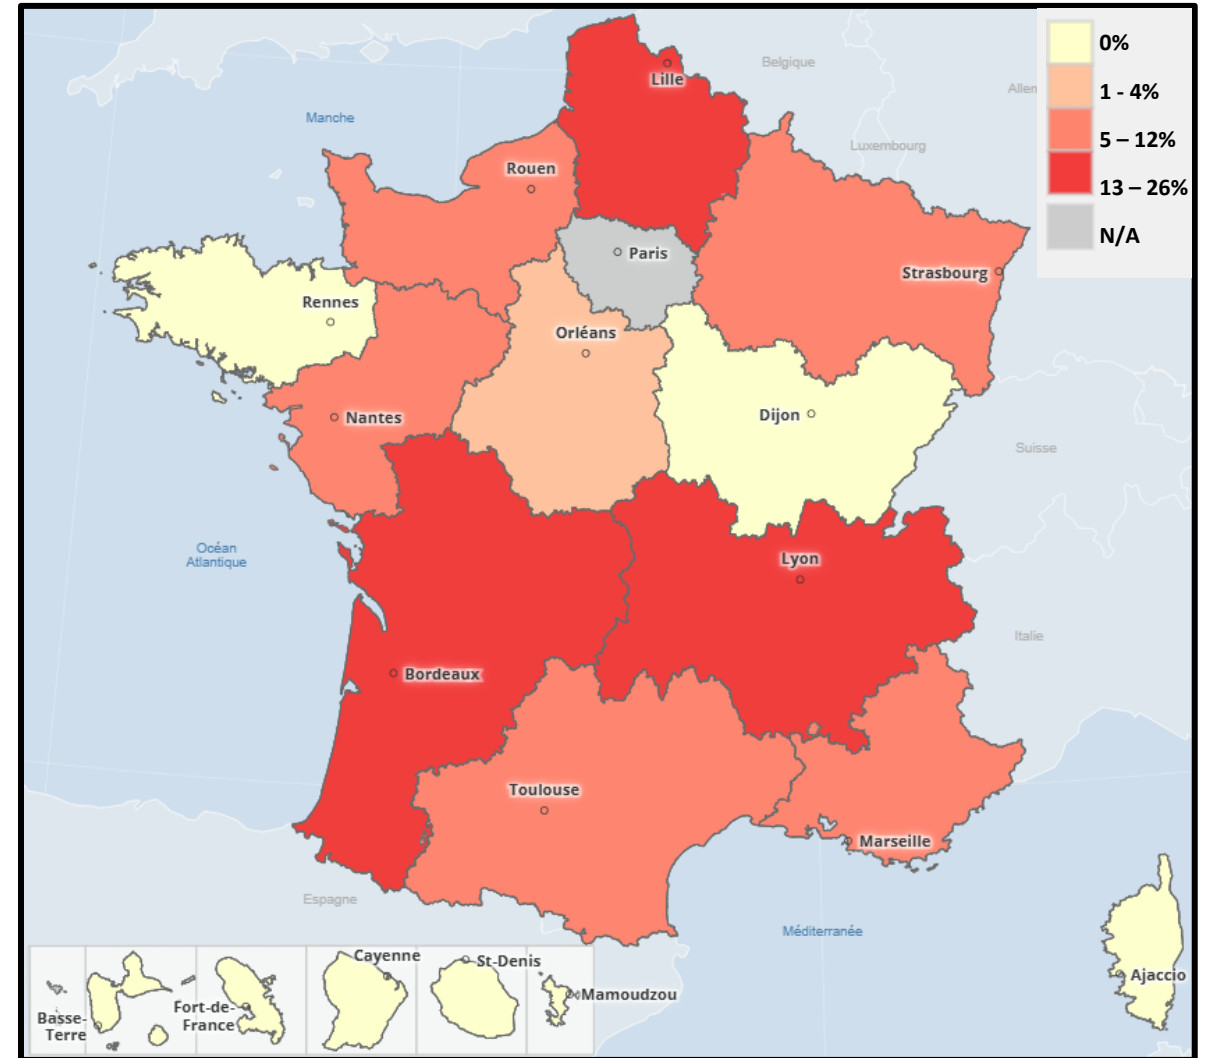 0%
1 - 4%
5 – 12%
13 – 26%
N/A
Belgique
Lille
Allem
Manche
Luxembourg
Rouen
Paris
Strasbourg
Rennes
Orléans
Nantes
Dijon
Suisse
Océan
Atlantique
Lyon
Italie
Bordeaux
Toulouse
Marseille
Espagne
Méditerranée
Cayenne
St-Denis
Ajaccio
Mamoudzou
Fort-de-
France
Basse-
Terre